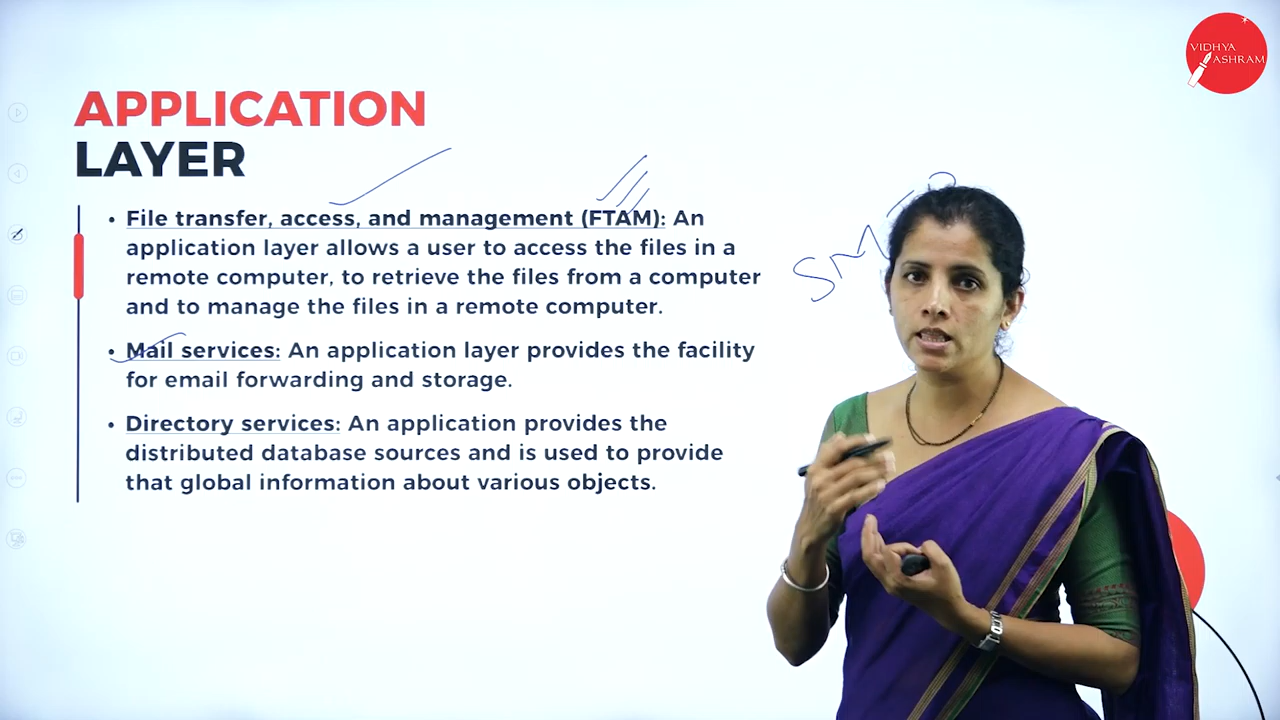 VIDHYA
ASHRAM
APPLICATION
LAYER
• File transfer, access, and management (FTAM): An
application layer allows a user to access the files in a
remote computer, to retrieve the files from a computer
and to manage the files in a remote computer.
• Mail services: An application layer provides the facility
for email forwarding and storage.
• Directory services: An application provides the
distributed database sources and is used to provide
that global information about various objects.